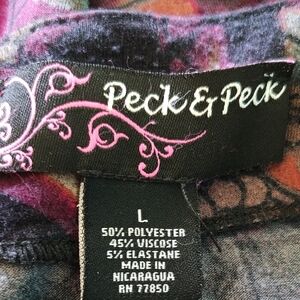 Peck & Peck
L
50% POLYESTER
45% VISCOSE
5% ELASTANE
MADE IN
NICARAGUA
RN 77850